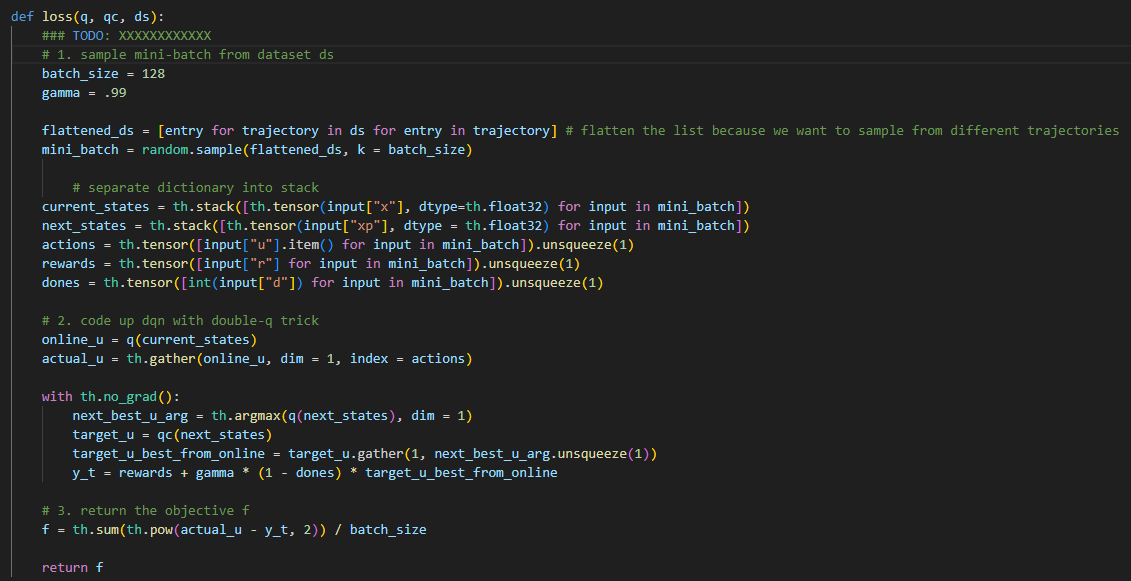 def loss(q, qc, ds):
### TODO: XXXXXXXXXXXX
# 1. sample mini-batch from dataset ds
batch_size = 128
gamma = .99
flattened_ds = [entry for trajectory in ds for entry in trajectory] # flatten the list because we want to sample from different trajectories
mini_batch = random.sample(flattened_ds, k = batch_size)
# separate dictionary into stack
current_states = th.stack([th.tensor(input["x"], dtype=th.float32) for input in mini_batch])
next_states = th.stack([th.tensor(input["xp"], dtype = th.float32) for input in mini_batch])
actions = th.tensor([input["u"].item() for input in mini_batch]).unsqueeze(1)
rewards = th.tensor([input["r"] for input in mini_batch]).unsqueeze(1)
dones = th.tensor([int(input["d"]) for input in mini_batch]).unsqueeze(1)
# 2. code up dqn with double-q trick
online_u = q(current_states)
actual_u = th.gather(online_u, dim = 1, index = actions)
with th.no_grad():
next_best_u_arg = th.argmax(q(next_states), dim = 1)
target_u = qc(next_states)
target_u_best_from_online = target_u.gather(1, next_best_u_arg.unsqueeze(1))
y_t = rewards + gamma * (1 - dones) * target_u_best_from_online
# 3. return the objective f
f = th.sum(th.pow(actual_u - y_t, 2)) / batch_size
return f